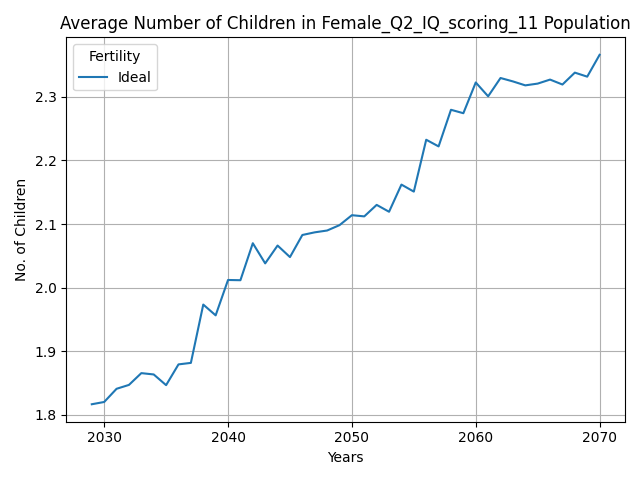 Average Number of Children in Female_Q2_IQ_scoring_11 Population
Fertility
Ideal
No. of Children
2.3
2.2
2.1
2.0
1.9
1.8
2030 2040 2050 2060 2070
Years